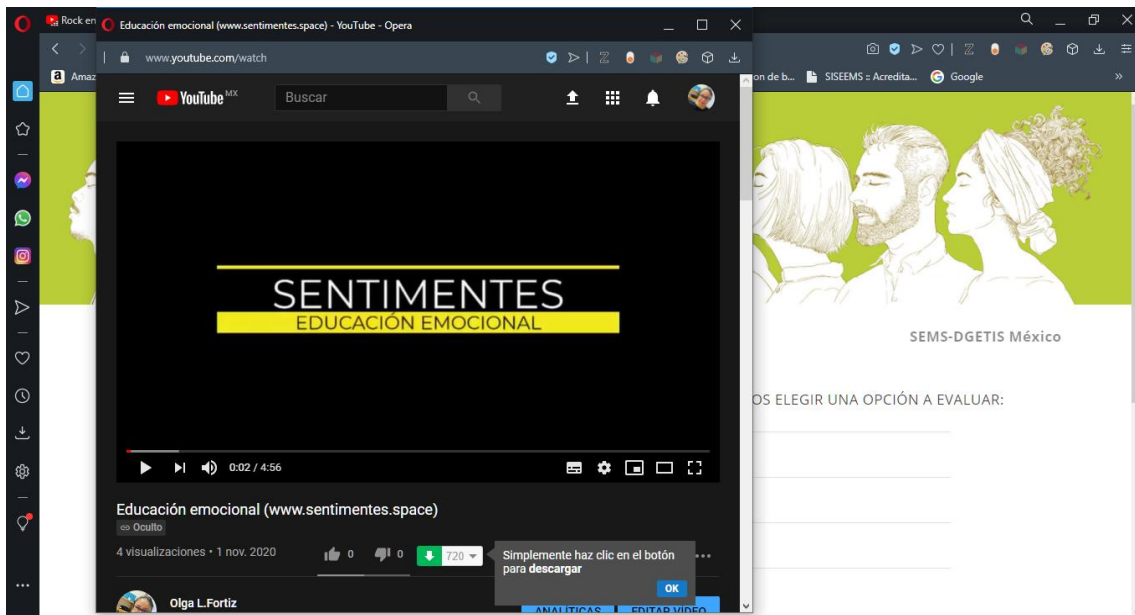 Rock en
Educación emocional (www.sentimentes.space) - YouTube - Opera
www.youtube.com/watch
Amaz
on de b...
SISEEMS :: Acredita...
Google
YouTube MX
Buscar
SENTIMENTES
EDUCACIÓN EMOCIONAL
SEMS-DGETIS México
OS ELEGIR UNA OPCIÓN A EVALUAR:
0:02 / 4:56
Educación emocional (www.sentimentes.space)
Oculto
4 visualizaciones • 1 nov. 2020
0
0
720
Simplemente haz clic en el botón
para descargar
OK
Olga L.Fortiz
ANALÍTICAS
EDITAR VÍDEO